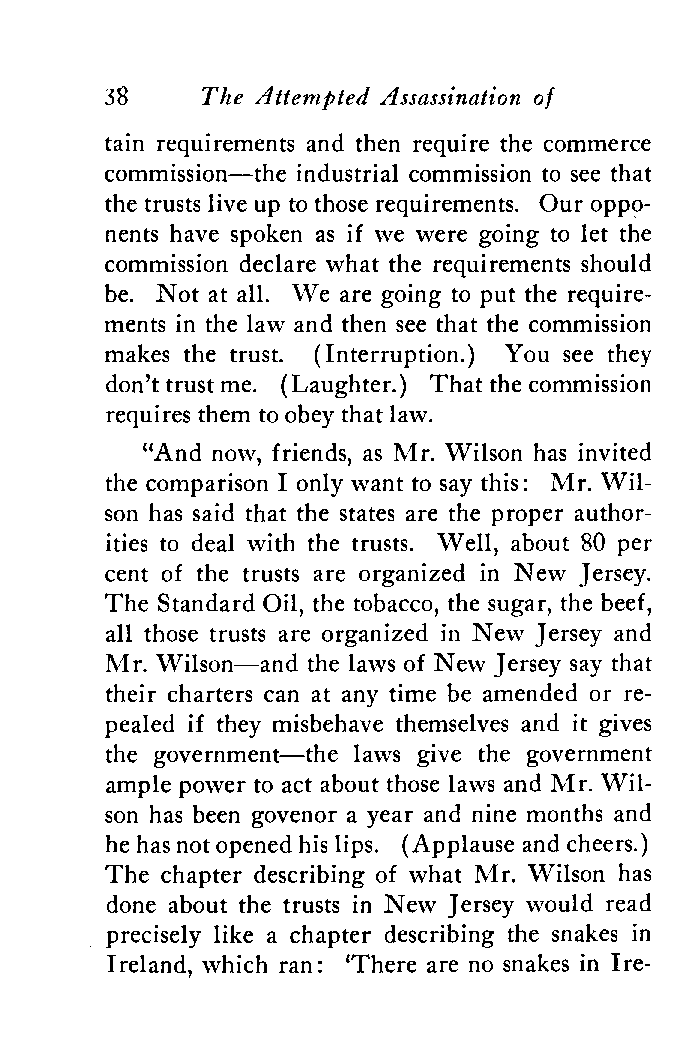 38 The Attempted Assassination of
tain requirements and then require the commerce
commission—the industrial commission to see that
the trusts live up to those requirements. Our oppo-
nents have spoken as if we were going to let the
commission declare what the requirements should
be. Not at all. We are going to put the require-
ments in the law and then see that the commission
makes the trust. (Interruption.) You see they
don't trust me. (Laughter.) That the commission
requires them to obey that law.
"And now, friends, as Mr. Wilson has invited
the comparison I only want to say this: Mr. Wil-
son has said that the states are the proper author-
ities to deal with the trusts. Well, about 80 per
cent of the trusts are organized in New Jersey.
The Standard Oil, the tobacco, the sugar, the beef,
all those trusts are organized in New Jersey and
Mr. Wilson—and the laws of New Jersey say that
their charters can at any time be amended or re-
pealed if they misbehave themselves and it gives
the government—the laws give the government
ample power to act about those laws and Mr. Wil-
son has been govenor a year and nine months and
he has not opened his lips. (Applause and cheers.)
The chapter describing of what Mr. Wilson has
done about the trusts in New Jersey would read
precisely like a chapter describing the snakes in
Ireland, which ran: 'There are no snakes in Ire-